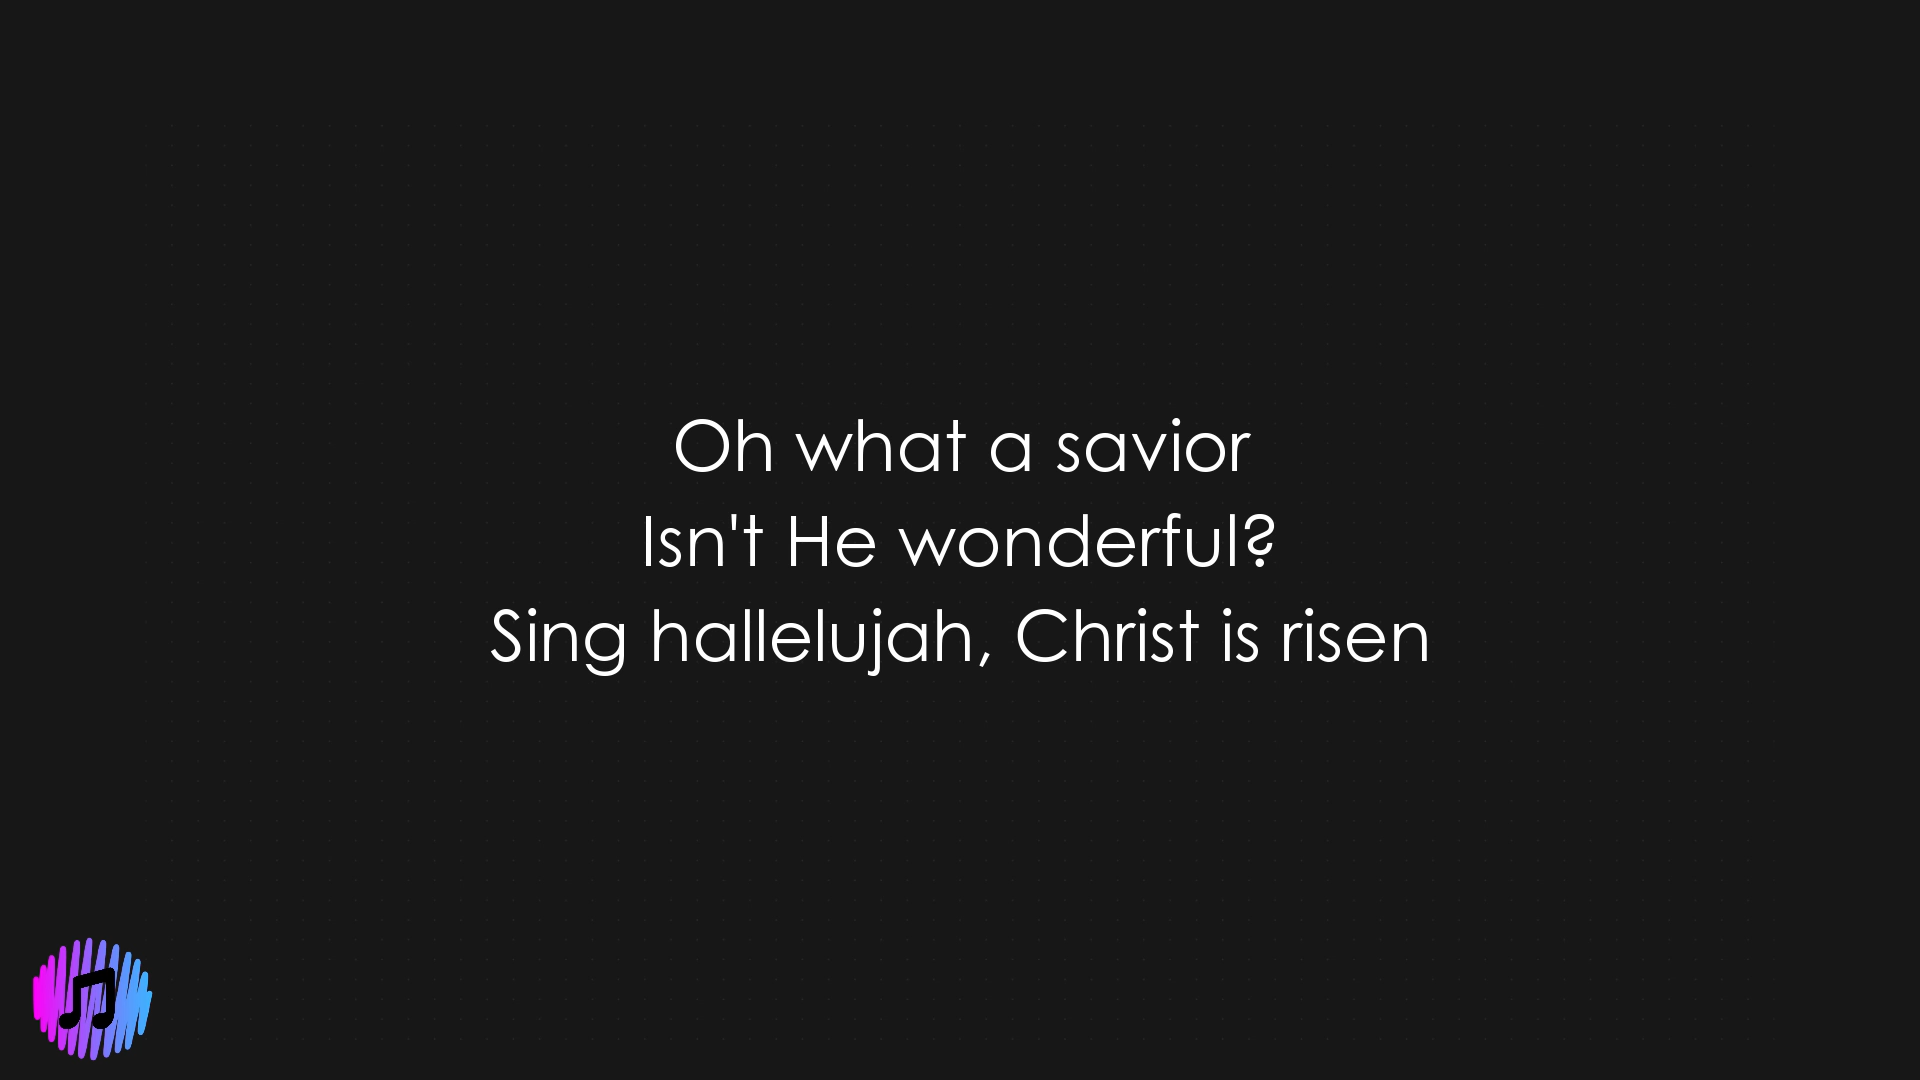 Oh what a savior
Isn't He wonderful?
Sing hallelujah, Christ is risen